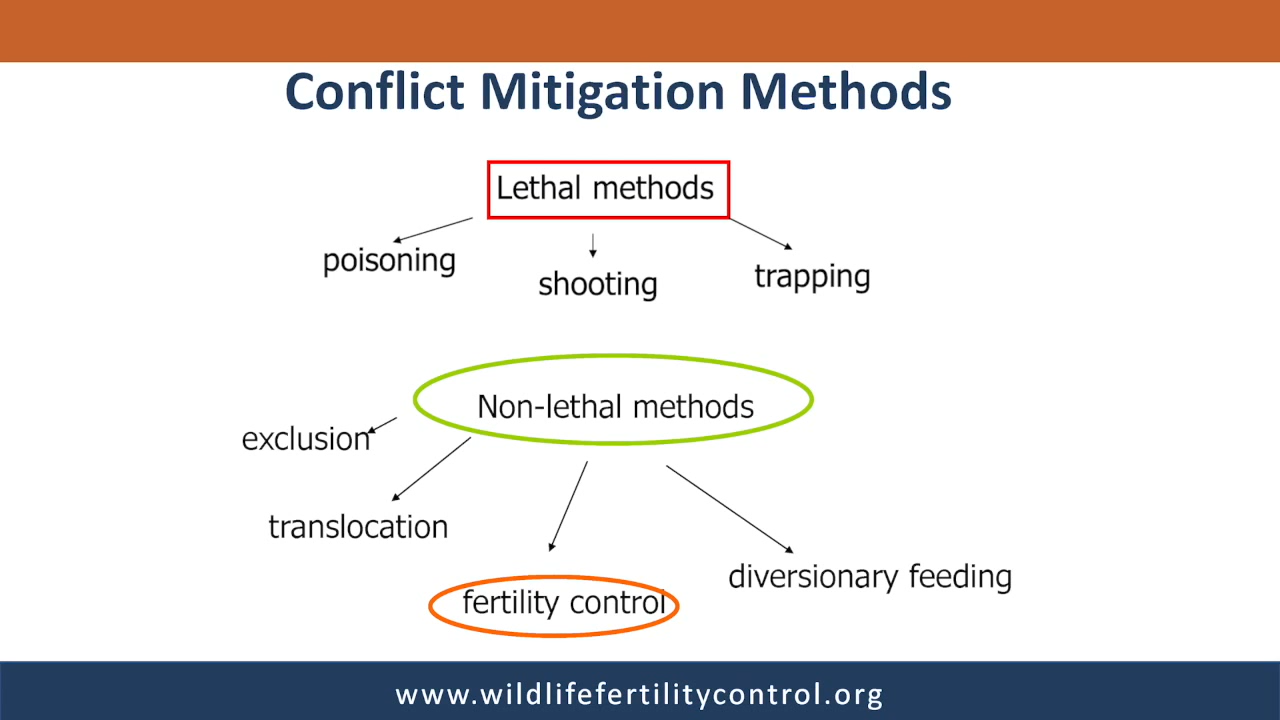 Conflict Mitigation Methods
Lethal methods
poisoning
shooting
trapping
Non-lethal methods
exclusion
translocation
fertility control
diversionary feeding
www.wildlifefertilitycontrol.org